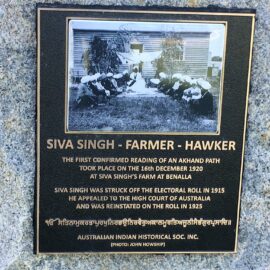 SIVA SINGH - FARMER - HAWKER
THE FIRST CONFIRMED READING OF AN AKHAND PATH
TOOK PLACE ON THE 16th DECEMBER 1920
AT SIVA SINGH'S FARM AT BENALLA
SIVA SINGH WAS STRUCK OFF THE ELECTORAL ROLL IN 1915
HE APPEALED TO THE HIGH COURT OF AUSTRALIA
AND WAS REINSTATED ON THE ROLL IN 1925
AUSTRALIAN INDIAN HISTORICAL SOC. INC.
(PHOTO: JOHN HOWSHIP)